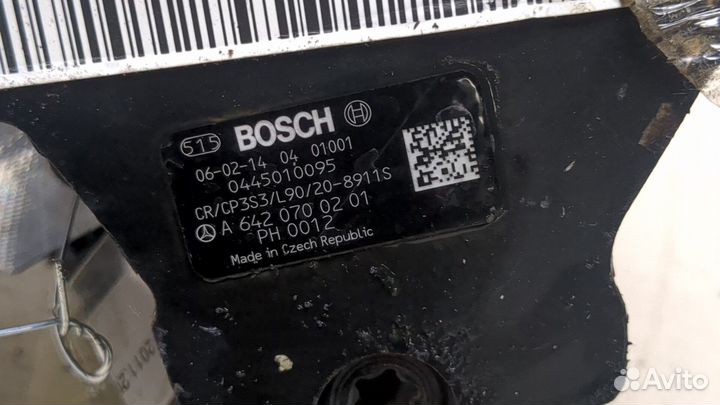 515 BOSCH
06-02-14 04 01001
0445010095
CR/CP3S3/L90/20-8911S
A 642 070 02 01
PH 0012
Made in Czech Republic
Avito